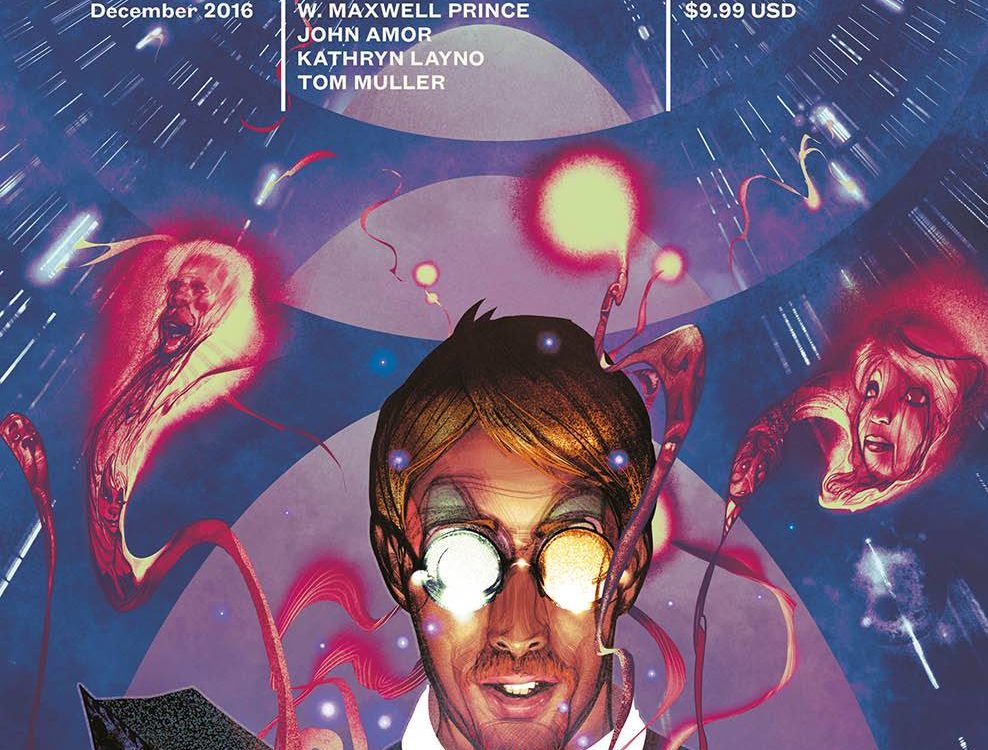 December 2016
W. MAXWELL PRINCE
JOHN AMOR
KATHRYN LAYNO
TOM MULLER
$9.99 USD